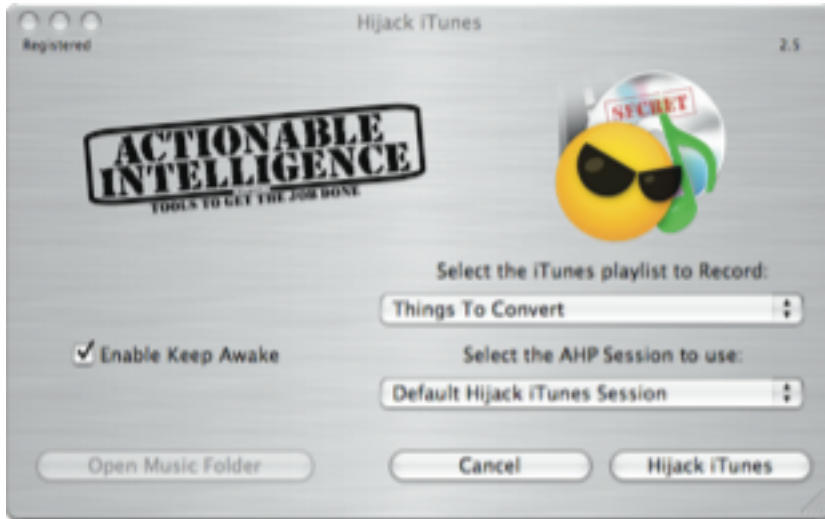 Hijack iTunes
Registered
2.5
SECRET
ACTIONABLE
INTELLIGENCE
TOOLS TO GET THE JOB DONE
Select the iTunes playlist to Record:
Things To Convert
Enable Keep Awake
Select the AHP Session to use:
Default Hijack iTunes Session
Open Music Folder
Cancel
Hijack iTunes